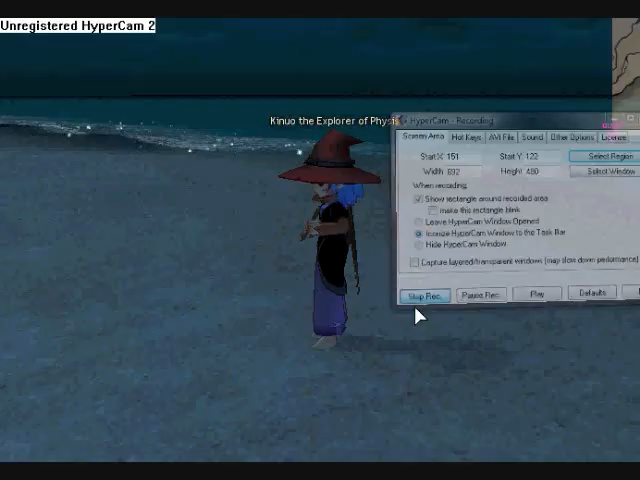 Unregistered HyperCam 2
Kinuo the Explorer of Physis
HyperCam - Recording
Screen Area Hot Keys AVI File Sound Other Options License
Start X 151 Start Y 122 Select Region
Width 692 Height 480 Select Window
When recording:
Show rectangle around recorded area
make this rectangle blink
Leave HyperCam Window Opened
Iconize HyperCam Window to the Task Bar
Hide HyperCam Window
Capture layered/transparent windows (may slow down performance)
Stop Rec. Pause Rec. Play Defaults